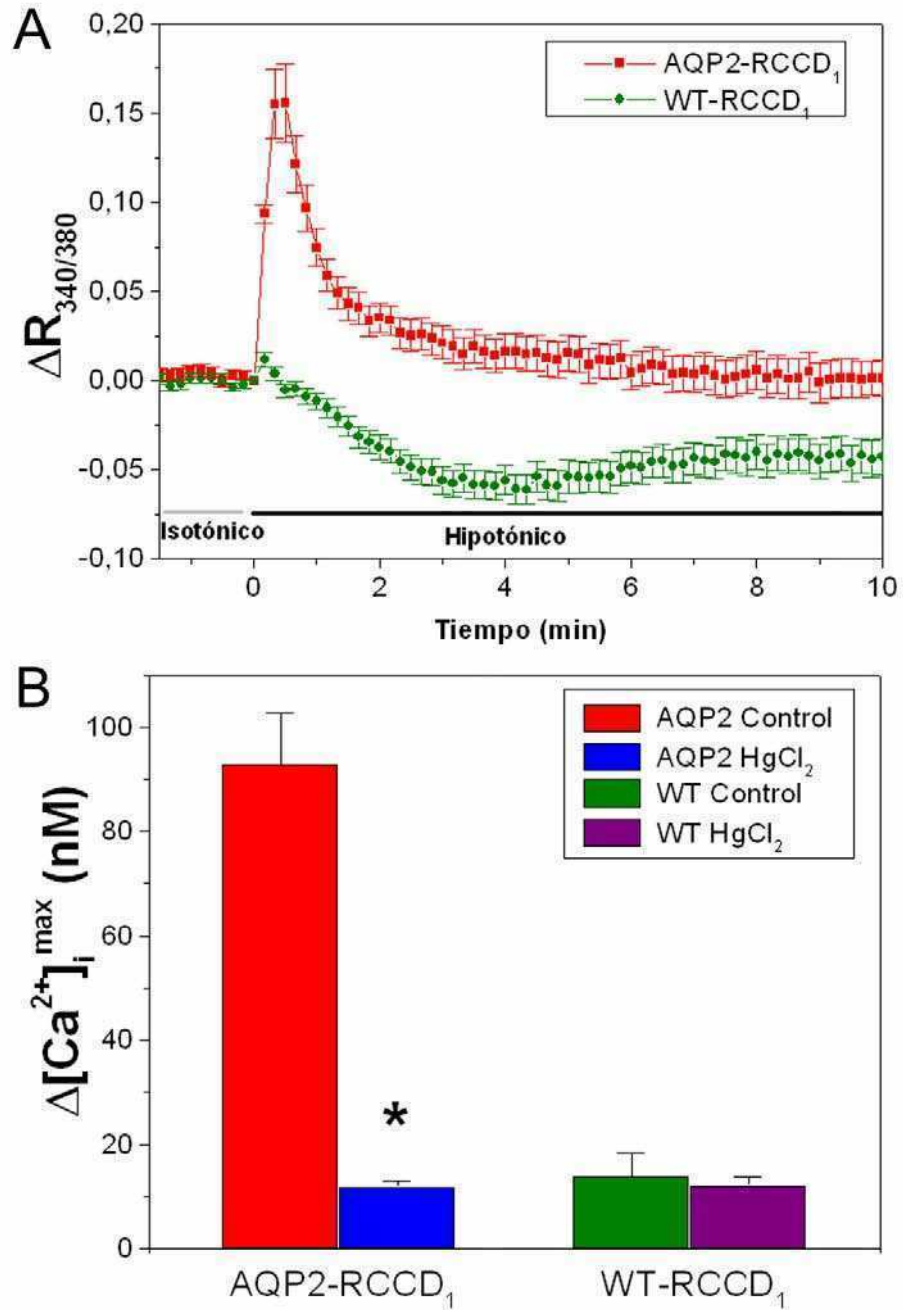 A
0,20
0,15
0,10
0,05
0,00
-0,05
-0,10
ΔR340/380
AQP2-RCCD1
WT-RCCD1
Isotónico
Hipotónico
0
2
4
6
8
10
Tiempo (min)
B
100
80
60
40
20
0
Δ[Ca2+]i max (nM)
AQP2 Control
AQP2 HgCl2
WT Control
WT HgCl2
*
AQP2-RCCD1
WT-RCCD1